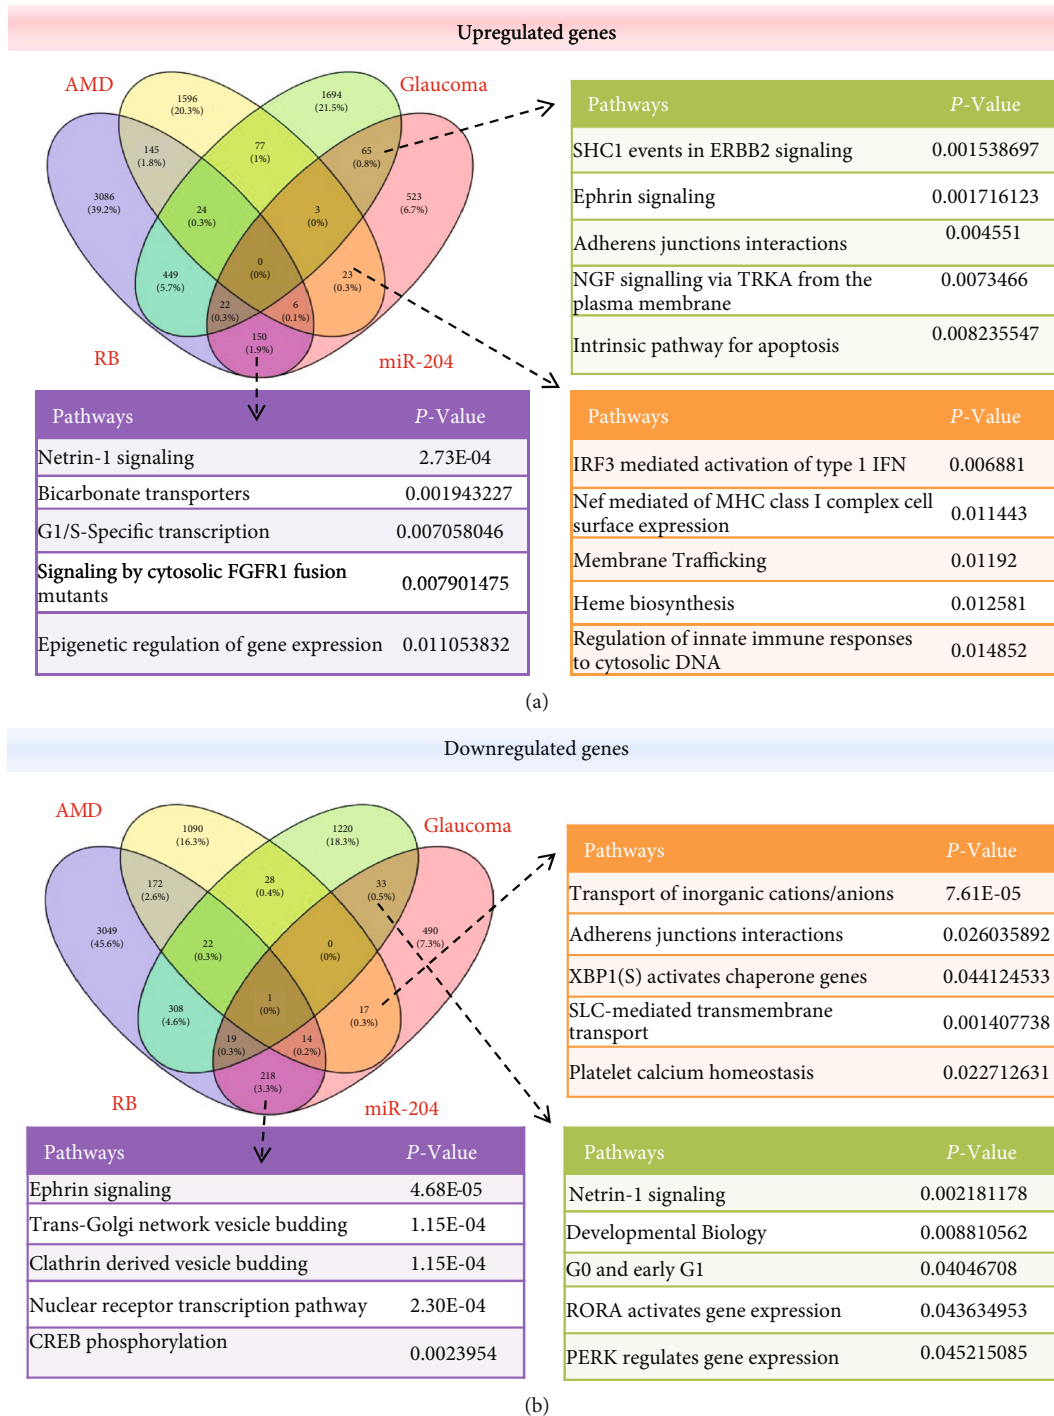 Upregulated genes
AMD
Glaucoma
1596
(20.3%)
1694
(21.5%)
145
(1.8%)
77
(1%)
65
(0.8%)
3086
(39.2%)
523
(6.7%)
24
(0.3%)
3
(0%)
0
(0%)
449
(5.7%)
23
(0.3%)
22
(0.3%)
6
(0.1%)
150
(1.9%)
RB
miR-204
Pathways P-Value
SHC1 events in ERBB2 signaling 0.001538697
Ephrin signaling 0.001716123
Adherens junctions interactions 0.004551
NGF signalling via TRKA from the
plasma membrane 0.0073466
Intrinsic pathway for apoptosis 0.008235547
Pathways P-Value
Netrin-1 signaling 2.73E-04
Bicarbonate transporters 0.001943227
G1/S-Specific transcription 0.007058046
Signaling by cytosolic FGFR1 fusion
mutants 0.007901475
Epigenetic regulation of gene expression 0.011053832
Pathways P-Value
IRF3 mediated activation of type 1 IFN 0.006881
Nef mediated of MHC class I complex cell
surface expression 0.011443
Membrane Trafficking 0.01192
Heme biosynthesis 0.012581
Regulation of innate immune responses
to cytosolic DNA 0.014852
(a)
Downregulated genes
AMD
Glaucoma
1090
(16.3%)
1220
(18.3%)
172
(2.6%)
28
(0.4%)
33
(0.5%)
3049
(45.6%)
490
(7.3%)
22
(0.3%)
0
(0%)
1
(0%)
308
(4.6%)
17
(0.3%)
19
(0.3%)
14
(0.2%)
218
(3.3%)
RB
miR-204
Pathways P-Value
Transport of inorganic cations/anions 7.61E-05
Adherens junctions interactions 0.026035892
XBP1(S) activates chaperone genes 0.044124533
SLC-mediated transmembrane
transport 0.001407738
Platelet calcium homeostasis 0.022712631
Pathways P-Value
Ephrin signaling 4.68E-05
Trans-Golgi network vesicle budding 1.15E-04
Clathrin derived vesicle budding 1.15E-04
Nuclear receptor transcription pathway 2.30E-04
CREB phosphorylation 0.0023954
Pathways P-Value
Netrin-1 signaling 0.002181178
Developmental Biology 0.008810562
G0 and early G1 0.04046708
RORA activates gene expression 0.043634953
PERK regulates gene expression 0.045215085
(b)